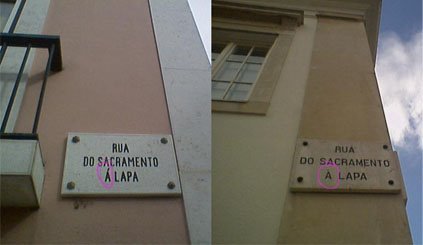 RUA
DO SACRAMENTO
Á LAPA
RUA
DO SACRAMENTO
À LAPA